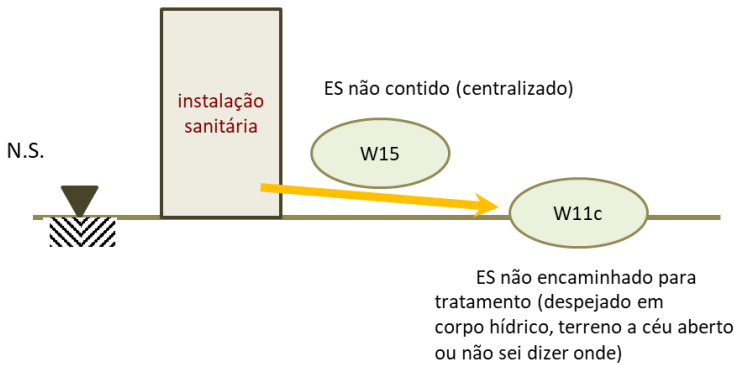 instalação
sanitária
ES não contido (centralizado)
N.S.
W15
W11c
ES não encaminhado para
tratamento (despejado em
corpo hídrico, terreno a céu aberto
ou não sei dizer onde)